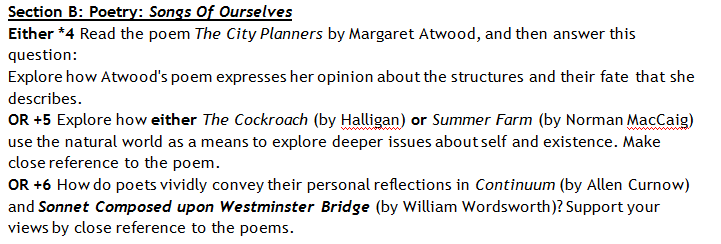 Section B: Poetry: Songs Of Ourselves
Either *4 Read the poem The City Planners by Margaret Atwood, and then answer this
question:
Explore how Atwood's poem expresses her opinion about the structures and their fate that she
describes.
OR +5 Explore how either The Cockroach (by Halligan) or Summer Farm (by Norman MacCaig)
use the natural world as a means to explore deeper issues about self and existence. Make
close reference to the poem.
OR +6 How do poets vividly convey their personal reflections in Continuum (by Allen Curnow)
and Sonnet Composed upon Westminster Bridge (by William Wordsworth)? Support your
views by close reference to the poems.